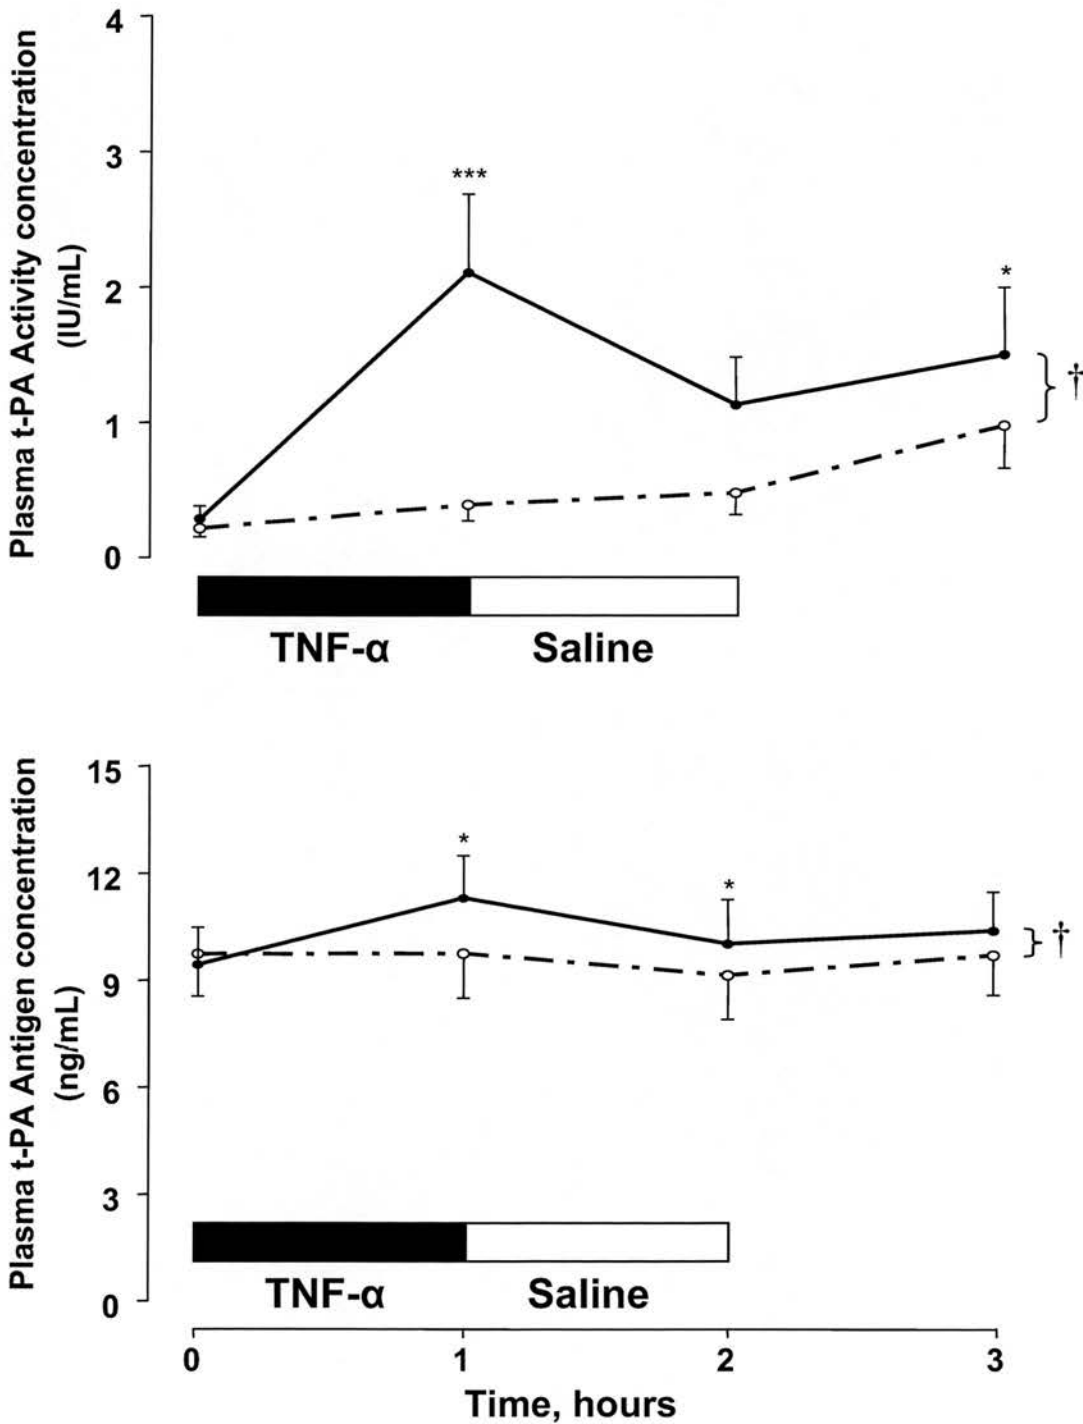 Plasma t-PA Activity concentration
(IU/mL)
4
3
2
1
0
***
*
†
TNF-α
Saline
Plasma t-PA Antigen concentration
(ng/mL)
15
12
9
6
3
0
*
*
†
TNF-α
Saline
0
1
2
3
Time, hours